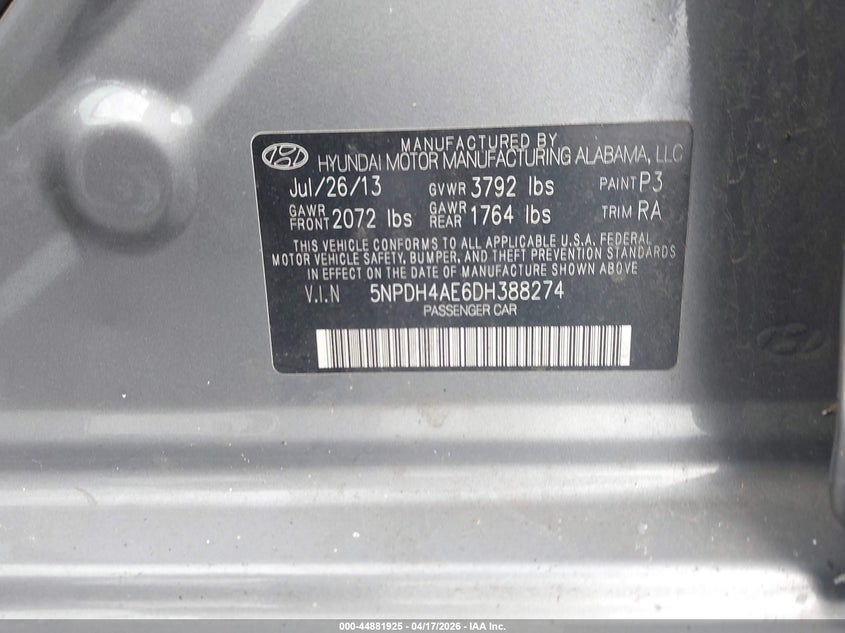 MANUFACTURED BY
HYUNDAI MOTOR MANUFACTURING ALABAMA, LLC
Jul/26/13 GVWR 3792 lbs PAINT P3
GAWR FRONT 2072 lbs GAWR REAR 1764 lbs TRIM RA
THIS VEHICLE CONFORMS TO ALL APPLICABLE U.S.A. FEDERAL
MOTOR VEHICLE SAFETY, BUMPER, AND THEFT PREVENTION STANDARDS
IN EFFECT ON THE DATE OF MANUFACTURE SHOWN ABOVE
V.I.N 5NPDH4AE6DH388274
PASSENGER CAR
000-44881925 - 04/17/2026 - IAA Inc.